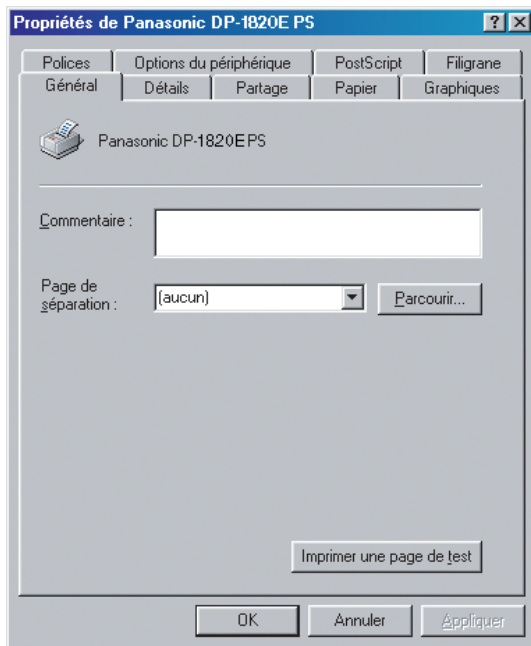 Propriétés de Panasonic DP-1820E PS
Polices Options du périphérique PostScript Filigrane
Général Détails Partage Papier Graphiques
Panasonic DP-1820E PS
Commentaire :
Page de
séparation :
(aucun)
Parcourir...
Imprimer une page de test
OK Annuler Appliquer